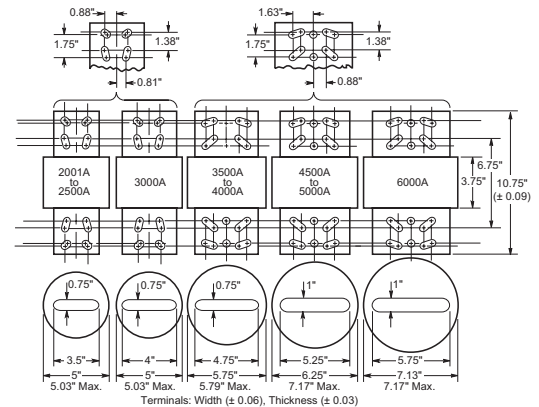 0.88"
1.63"
1.75"
1.38"
1.75"
1.38"
0.81"
0.88"
2001A
to
2500A
3000A
3500A
to
4000A
4500A
to
5000A
6000A
3.75"
6.75"
10.75"
(± 0.09)
0.75"
0.75"
0.75"
1"
1"
3.5"
4"
4.75"
5.25"
5.75"
5"
5"
5.75"
6.25"
7.13"
5.03" Max.
5.03" Max.
5.79" Max.
7.17" Max.
7.17" Max.
Terminals: Width (± 0.06), Thickness (± 0.03)